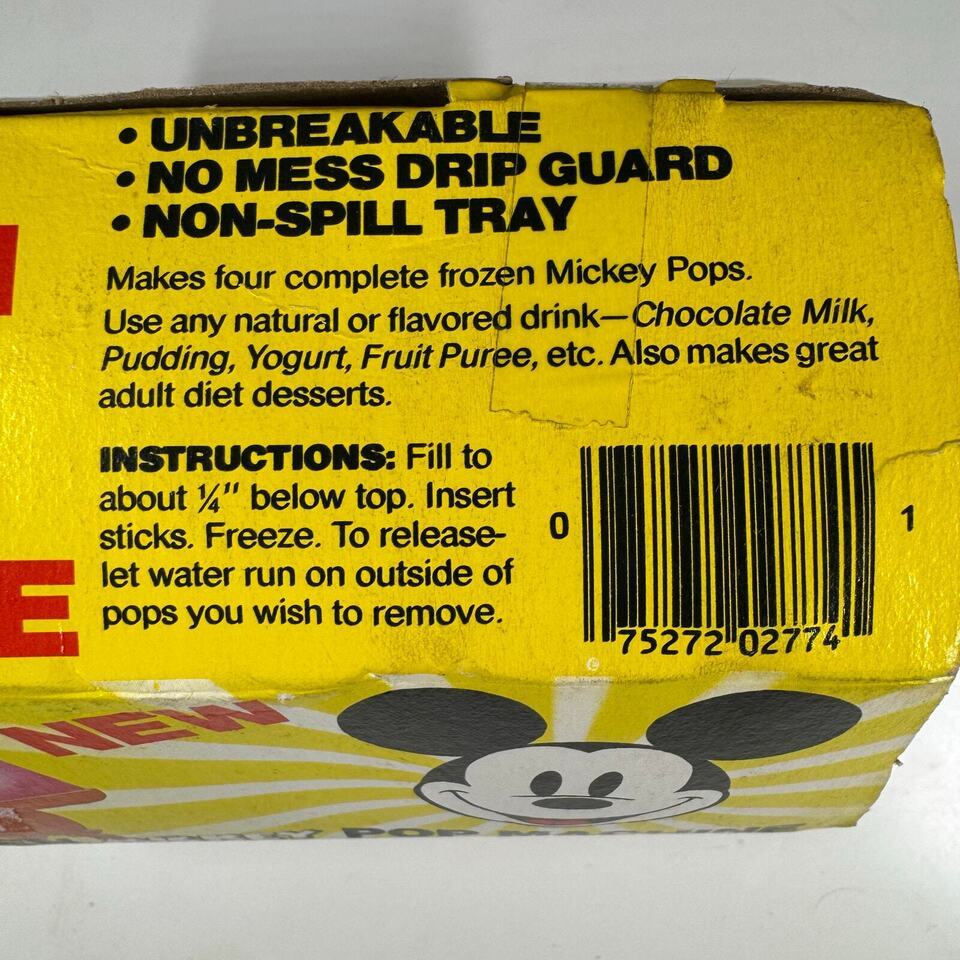 • UNBREAKABLE
• NO MESS DRIP GUARD
• NON-SPILL TRAY
Makes four complete frozen Mickey Pops.
Use any natural or flavored drink—Chocolate Milk,
Pudding, Yogurt, Fruit Puree, etc. Also makes great
adult diet desserts.
INSTRUCTIONS: Fill to
about ¼" below top. Insert
sticks. Freeze. To release-
let water run on outside of
pops you wish to remove.
0 75272 02774 1
E
NEW
POP